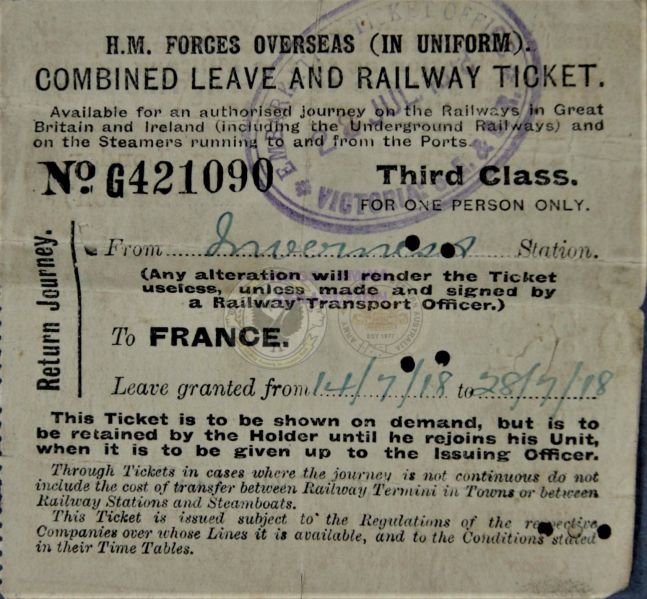 H.M. FORCES OVERSEAS (IN UNIFORM).
COMBINED LEAVE AND RAILWAY TICKET.
Available for an authorised journey on the Railways in Great
Britain and Ireland (including the Underground Railways) and
on the Steamers running to and from the Ports.
No. G421090 Third Class.
FOR ONE PERSON ONLY.
Return Journey.
From Inverness Station.
(Any alteration will render the Ticket
useless, unless made and signed by
a Railway Transport Officer.)
To FRANCE.
Leave granted from 14/7/18 to 28/7/18
This Ticket is to be shown on demand, but is to
be retained by the Holder until he rejoins his Unit,
when it is to be given up to the Issuing Officer.
Through Tickets in cases where the journey is not continuous do not
include the cost of transfer between Railway Termini in Towns or between
Railway Stations and Steamboats.
This Ticket is issued subject to the Regulations of the respective
Companies over whose Lines it is available, and to the Conditions stated
in their Time Tables.
VICTORIA